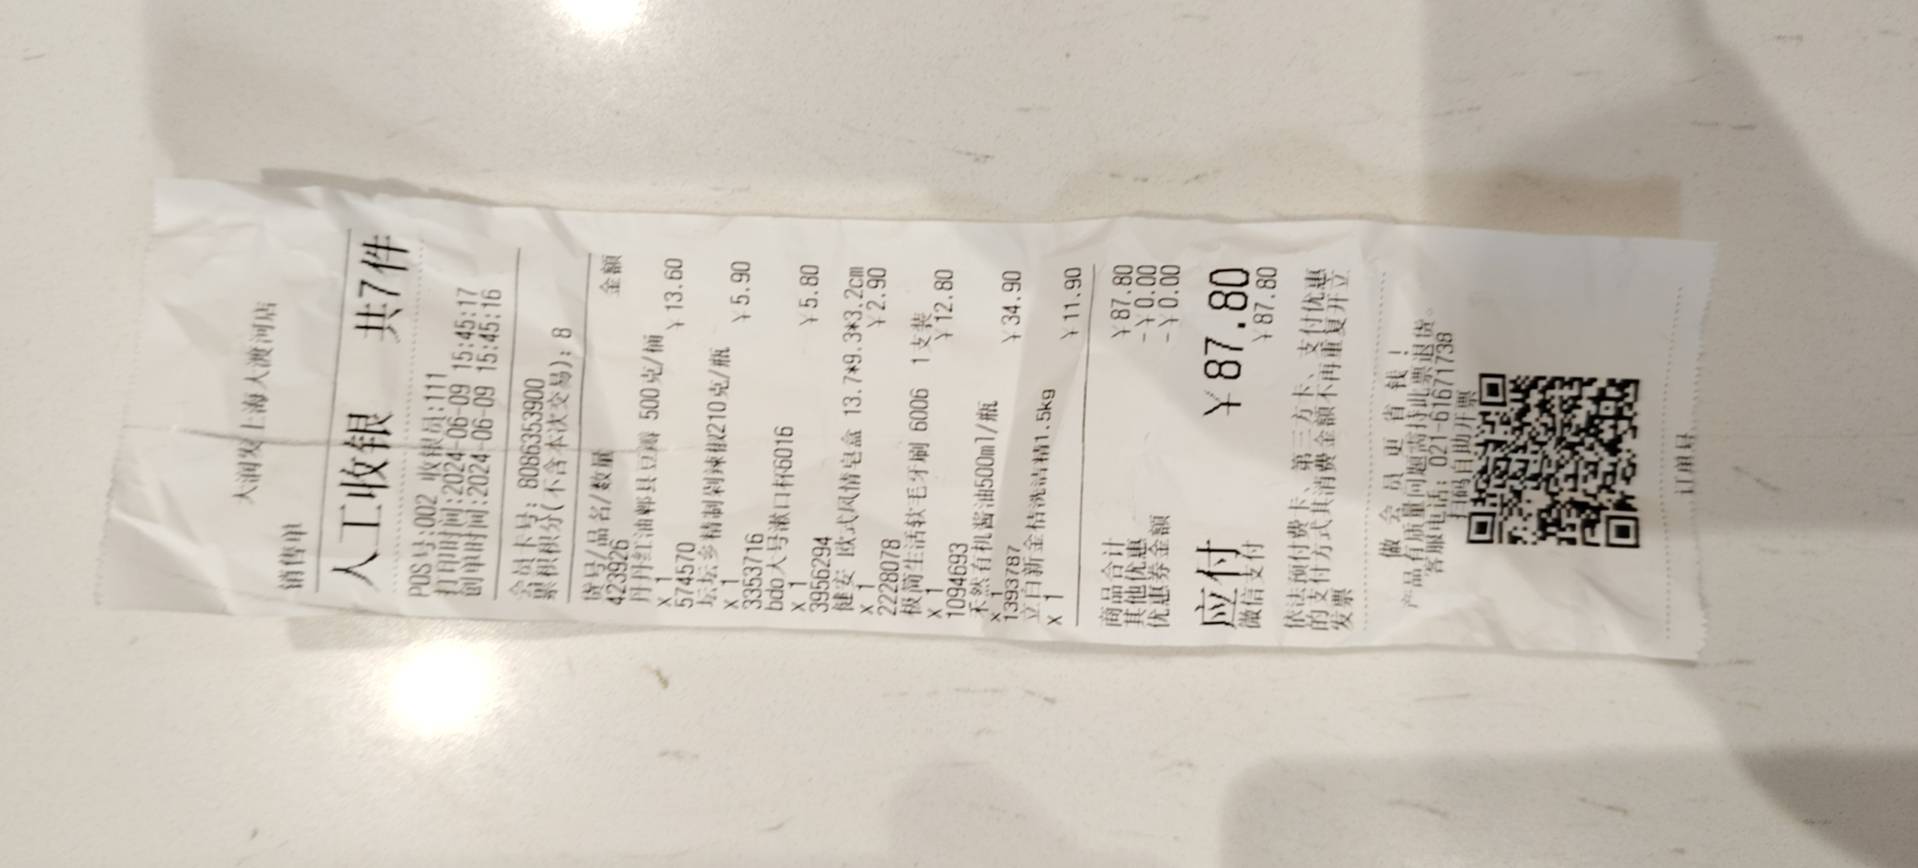 大润发上海大渡河店
销售单
人工收银 共7件
POS号:002 收银员:111
打印时间:2024-06-09 15:45:17
创单时间:2024-06-09 15:45:16
会员卡号: 8086353900
累积积分(不含本次交易): 8
货号/品名/数量 金额
423926
丹丹红油郫县豆瓣 500克/桶
x 1 ¥13.60
574570
坛坛乡精制剁辣椒210克/瓶
x 1 ¥5.90
3353716
bdo大号漱口杯6016
x 1 ¥5.80
3956294
健安 欧式风情皂盒 13.7*9.3*3.2cm
x 1 ¥2.90
2228078
极简生活软毛牙刷 6006 1支装
x 1 ¥12.80
1094693
禾然有机酱油500ml/瓶
x 1 ¥34.90
1393787
立白新金桔洗洁精1.5kg
x 1 ¥11.90
商品合计 ¥87.80
其他优惠 -¥0.00
优惠券金额 -¥0.00
应付 ¥87.80
微信支付 ¥87.80
依法预付费卡、第三方卡、支付优惠
的支付方式其消费金额不再重复开立
发票
做 会 员 更 省 钱 !
产品有质量问题需持此票退货。
客服电话: 021-61671738
扫码自助开票
订单号